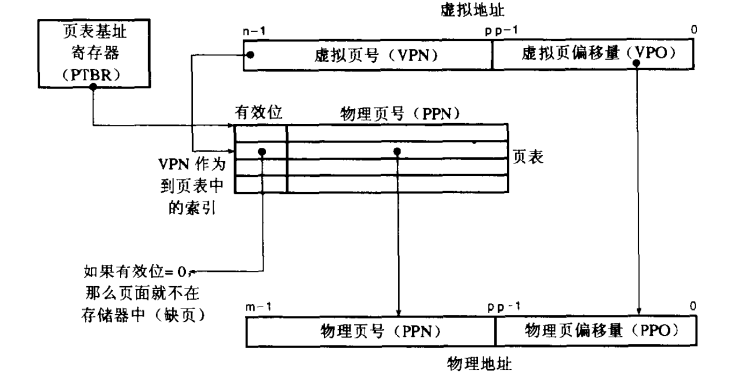 虚拟地址
页表基址
寄存器
(PTBR)
n-1
p p-1
0
虚拟页号(VPN)
虚拟页偏移量(VPO)
有效位
物理页号(PPN)
页表
VPN 作为
到页表中
的索引
如果有效位= 0,
那么页面就不在
存储器中(缺页)
m-1
p p-1
0
物理页号(PPN)
物理页偏移量(PPO)
物理地址